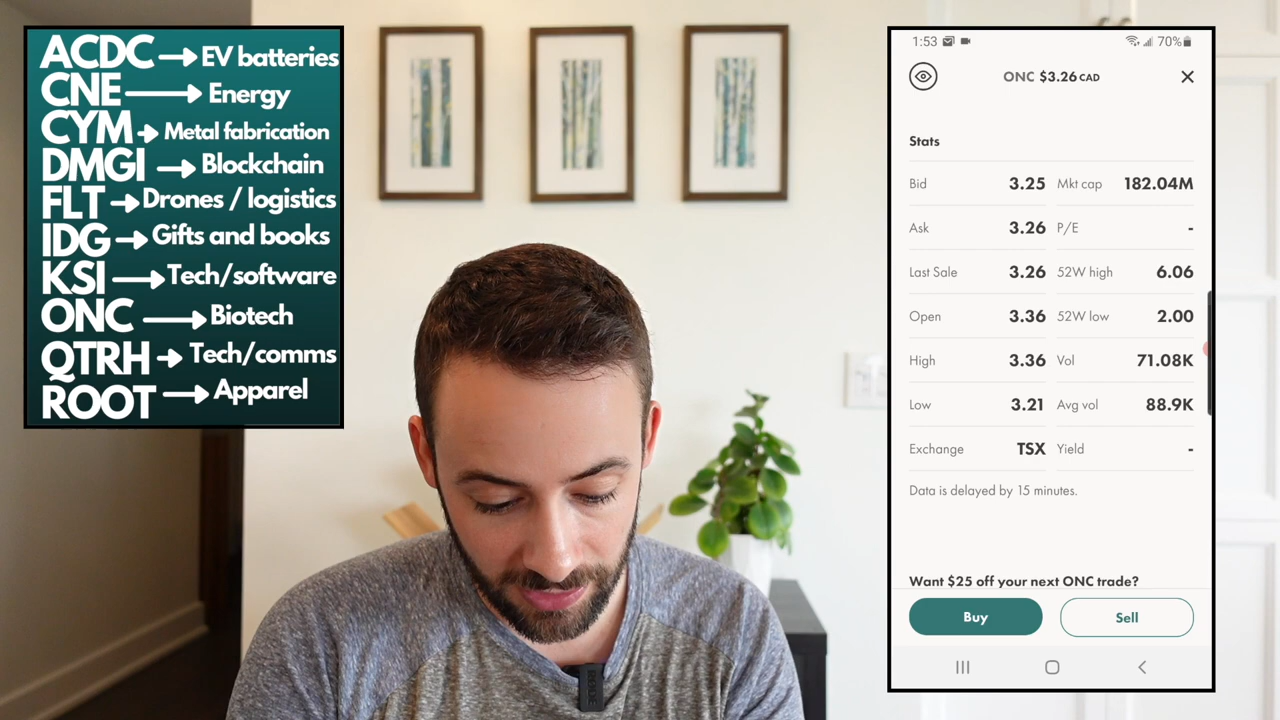 ACDC → EV batteries
CNE → Energy
CYM → Metal fabrication
DMGI → Blockchain
FLT → Drones / logistics
IDG → Gifts and books
KSI → Tech/software
ONC → Biotech
QTRH → Tech/comms
ROOT → Apparel
1:53 70%
ONC $3.26 CAD ✕
Stats
Bid 3.25 Mkt cap 182.04M
Ask 3.26 P/E -
Last Sale 3.26 52W high 6.06
Open 3.36 52W low 2.00
High 3.36 Vol 71.08K
Low 3.21 Avg vol 88.9K
Exchange TSX Yield -
Data is delayed by 15 minutes.
Want $25 off your next ONC trade?
Buy Sell